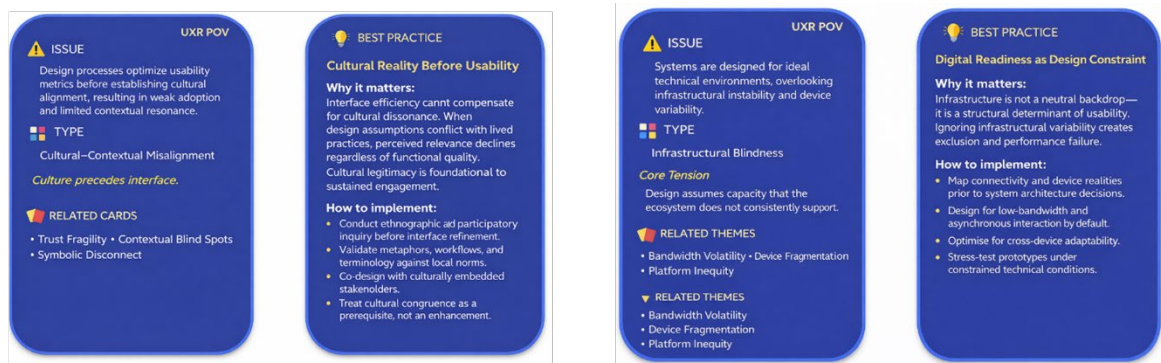 UXR POV
ISSUE
Design processes optimize usability
metrics before establishing cultural
alignment, resulting in weak adoption
and limited contextual resonance.
TYPE
Cultural–Contextual Misalignment
Culture precedes interface.
RELATED CARDS
• Trust Fragility • Contextual Blind Spots
• Symbolic Disconnect
BEST PRACTICE
Cultural Reality Before Usability
Why it matters:
Interface efficiency cannt compensate
for cultural dissonance. When
design assumptions conflict with lived
practices, perceived relevance declines
regardless of functional quality.
Cultural legitimacy is foundational to
sustained engagement.
How to implement:
• Conduct ethnographic ad participatory
inquiry before interface refinement.
• Validate metaphors, workflows, and
terminology against local norms.
• Co-design with culturally embedded
stakeholders.
• Treat cultural congruence as a
prerequisite, not an enhancement.
UXR POV
ISSUE
Systems are designed for ideal
technical environments, overlooking
infrastructural instability and device
variability.
TYPE
Infrastructural Blindness
Core Tension
Design assumes capacity that the
ecosystem does not consistently support.
RELATED THEMES
• Bandwidth Volatility • Device Fragmentation
• Platform Inequity
RELATED THEMES
• Bandwidth Volatility
• Device Fragmentation
• Platform Inequity
BEST PRACTICE
Digital Readiness as Design Constraint
Why it matters:
Infrastructure is not a neutral backdrop—
it is a structural determinant of usability.
Ignoring infrastructural variability creates
exclusion and performance failure.
How to implement:
• Map connectivity and device realities
prior to system architecture decisions.
• Design for low-bandwidth and
asynchronous interaction by default.
• Optimise for cross-device adaptability.
• Stress-test prototypes under
constrained technical conditions.